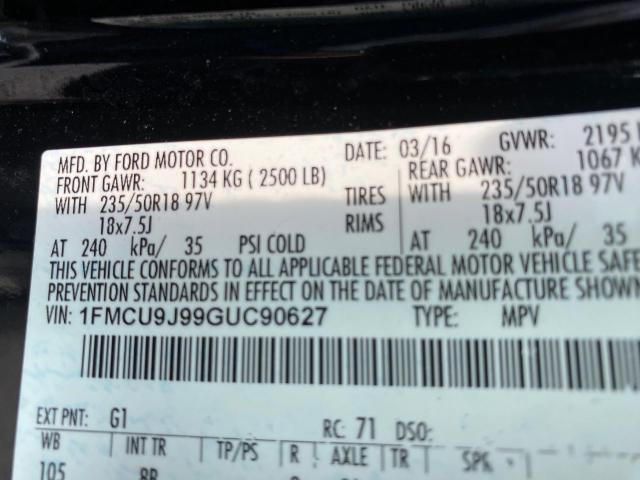 MFD. BY FORD MOTOR CO.
DATE: 03/16 GVWR: 2195
FRONT GAWR: 1134 KG ( 2500 LB) REAR GAWR: 1067 K
WITH 235/50R18 97V TIRES WITH 235/50R18 97V
18x7.5J RIMS 18x7.5J
AT 240 kPa/ 35 PSI COLD AT 240 kPa/ 35
THIS VEHICLE CONFORMS TO ALL APPLICABLE FEDERAL MOTOR VEHICLE SAFE
PREVENTION STANDARDS IN EFFECT ON THE DATE OF MANUFACTURE SHOWN
VIN: 1FMCU9J99GUC90627 TYPE: MPV
EXT PNT: G1 RC: 71 DSO:
WB INT TR TP/PS R AXLE TR SPR
105